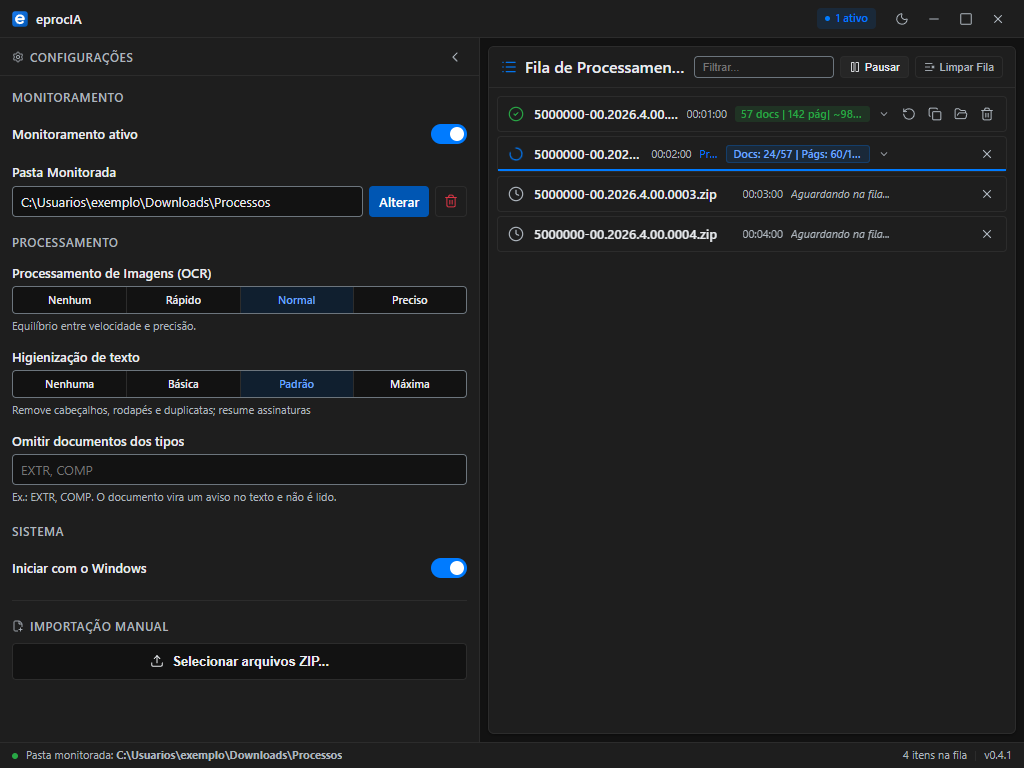 eprocIA
1 ativo
CONFIGURAÇÕES
MONITORAMENTO
Monitoramento ativo
Pasta Monitorada
C:\Usuarios\exemplo\Downloads\Processos
Alterar
PROCESSAMENTO
Processamento de Imagens (OCR)
Nenhum Rápido Normal Preciso
Equilíbrio entre velocidade e precisão.
Higienização de texto
Nenhuma Básica Padrão Máxima
Remove cabeçalhos, rodapés e duplicatas; resume assinaturas
Omitir documentos dos tipos
EXTR, COMP
Ex.: EXTR, COMP. O documento vira um aviso no texto e não é lido.
SISTEMA
Iniciar com o Windows
IMPORTAÇÃO MANUAL
Selecionar arquivos ZIP...
Fila de Processamen... Filtrar... Pausar Limpar Fila
5000000-00.2026.4.00.... 00:01:00 57 docs | 142 pág| ~98...
5000000-00.202... 00:02:00 Pr... Docs: 24/57 | Págs: 60/1...
5000000-00.2026.4.00.0003.zip 00:03:00 Aguardando na fila...
5000000-00.2026.4.00.0004.zip 00:04:00 Aguardando na fila...
Pasta monitorada: C:\Usuarios\exemplo\Downloads\Processos
4 itens na fila v0.4.1